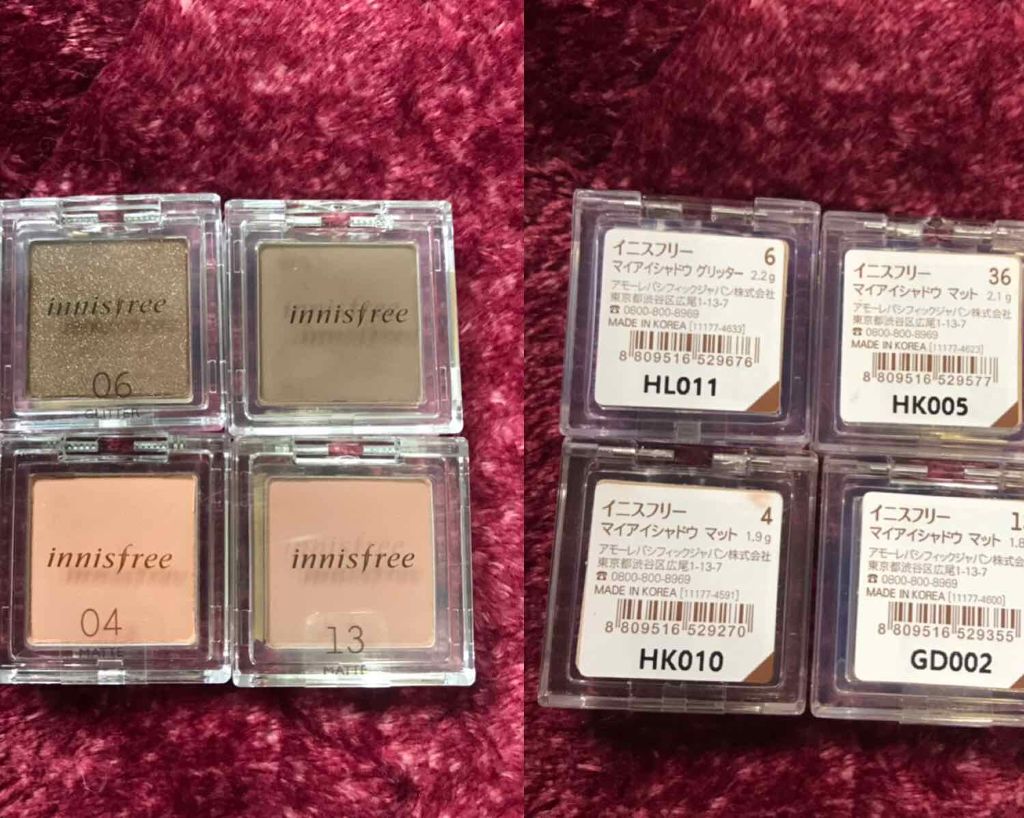 innisfree
06
GLITTER
innisfree
innisfree
04
MATTE
innisfree
13
MATTE
イニスフリー 6
マイアイシャドウ グリッター 2.2g
アモーレパシフィックジャパン株式会社
東京都渋谷区広尾1-13-7
☎ 0800-800-8969
MADE IN KOREA [11177-4633]
8 809516 529676
HL011
イニスフリー 36
マイアイシャドウ マット 2.1g
アモーレパシフィックジャパン株式会社
東京都渋谷区広尾1-13-7
☎ 0800-800-8969
MADE IN KOREA [11177-4623]
8 809516 529577
HK005
イニスフリー 4
マイアイシャドウ マット 1.9g
アモーレパシフィックジャパン株式会社
東京都渋谷区広尾1-13-7
☎ 0800-800-8969
MADE IN KOREA [11177-4591]
8 809516 529270
HK010
イニスフリー
マイアイシャドウ マット
アモーレパシフィックジャパン株式会社
東京都渋谷区広尾1-13-7
☎ 0800-800-8969
MADE IN KOREA [11177-4600]
8 809516 529355
GD002